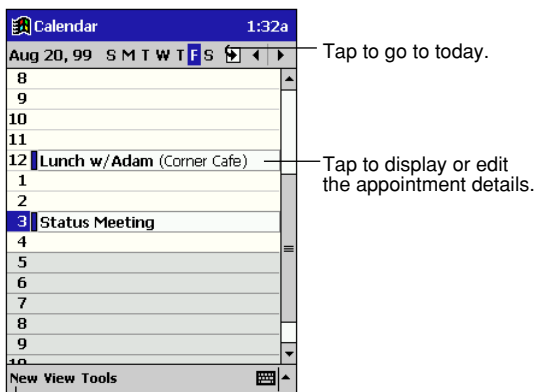 Calendar 1:32a
Aug 20, 99 S M T W T F S
Tap to go to today.
8
9
10
11
12 Lunch w/Adam (Corner Cafe)
Tap to display or edit
the appointment details.
1
2
3 Status Meeting
4
5
6
7
8
9
10
New View Tools